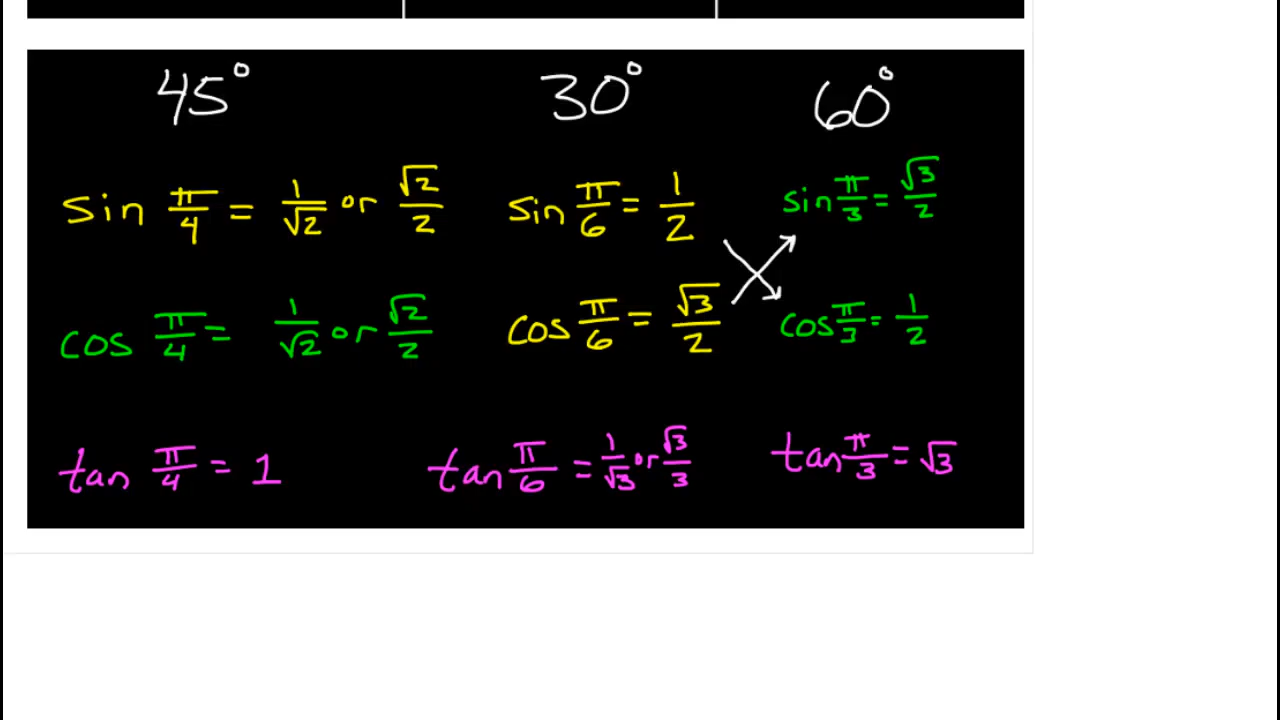 45° 30° 60°
sin π/4 = 1/√2 or √2/2 sin π/6 = 1/2 sin π/3 = √3/2
cos π/4 = 1/√2 or √2/2 cos π/6 = √3/2 cos π/3 = 1/2
tan π/4 = 1 tan π/6 = 1/√3 or √3/3 tan π/3 = √3